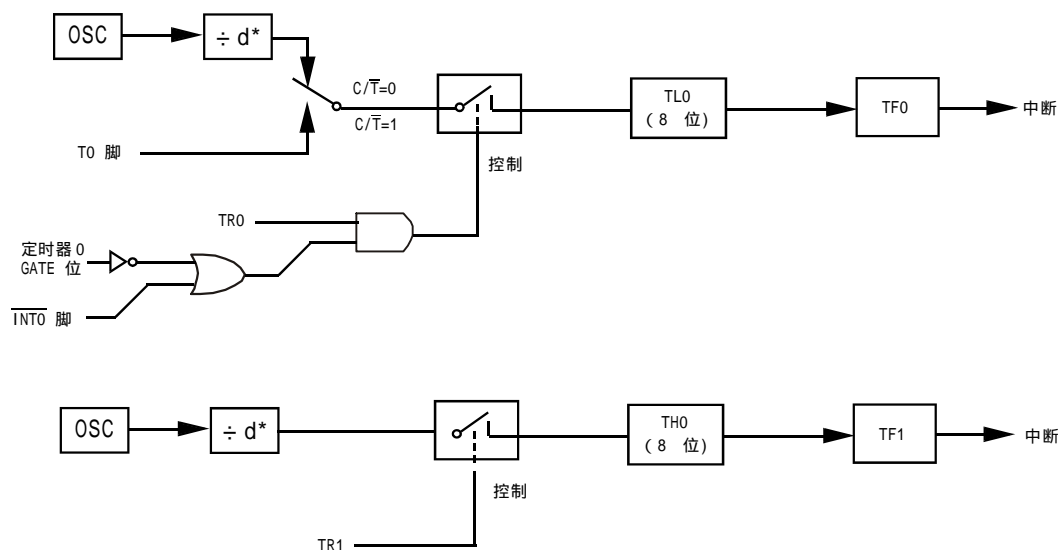 OSC
÷ d*
C/T̅=0
C/T̅=1
T0 脚
控制
TL0
(8 位)
TF0
中断
TR0
定时器0
GATE 位
I̅N̅T̅0̅ 脚
OSC
÷ d*
控制
TR1
TH0
(8 位)
TF1
中断